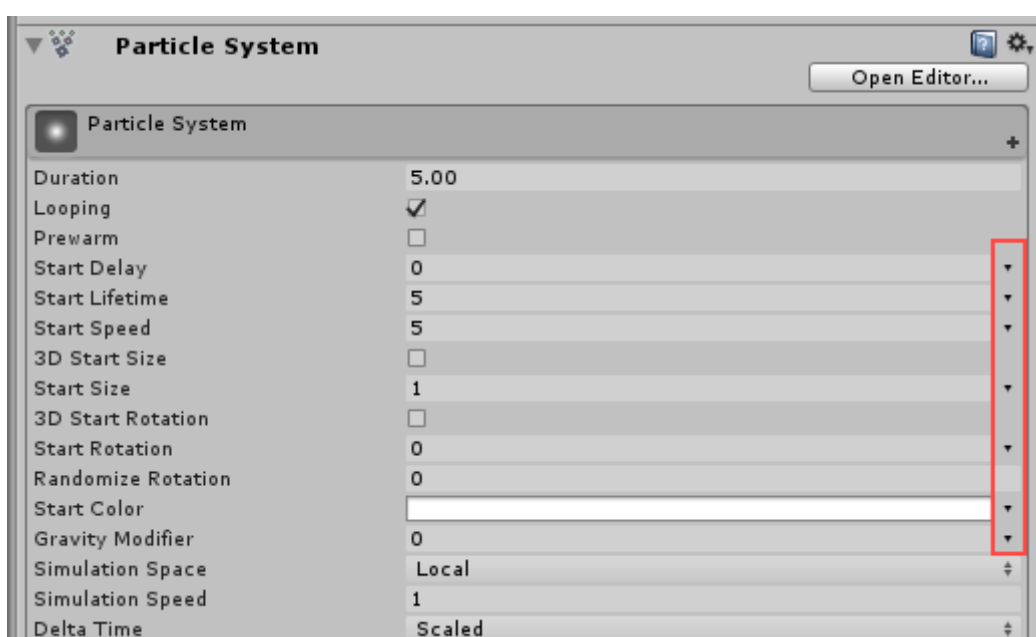 Particle System
Open Editor...
Particle System
Duration 5.00
Looping
Prewarm
Start Delay 0
Start Lifetime 5
Start Speed 5
3D Start Size
Start Size 1
3D Start Rotation
Start Rotation 0
Randomize Rotation 0
Start Color
Gravity Modifier 0
Simulation Space Local
Simulation Speed 1
Delta Time Scaled